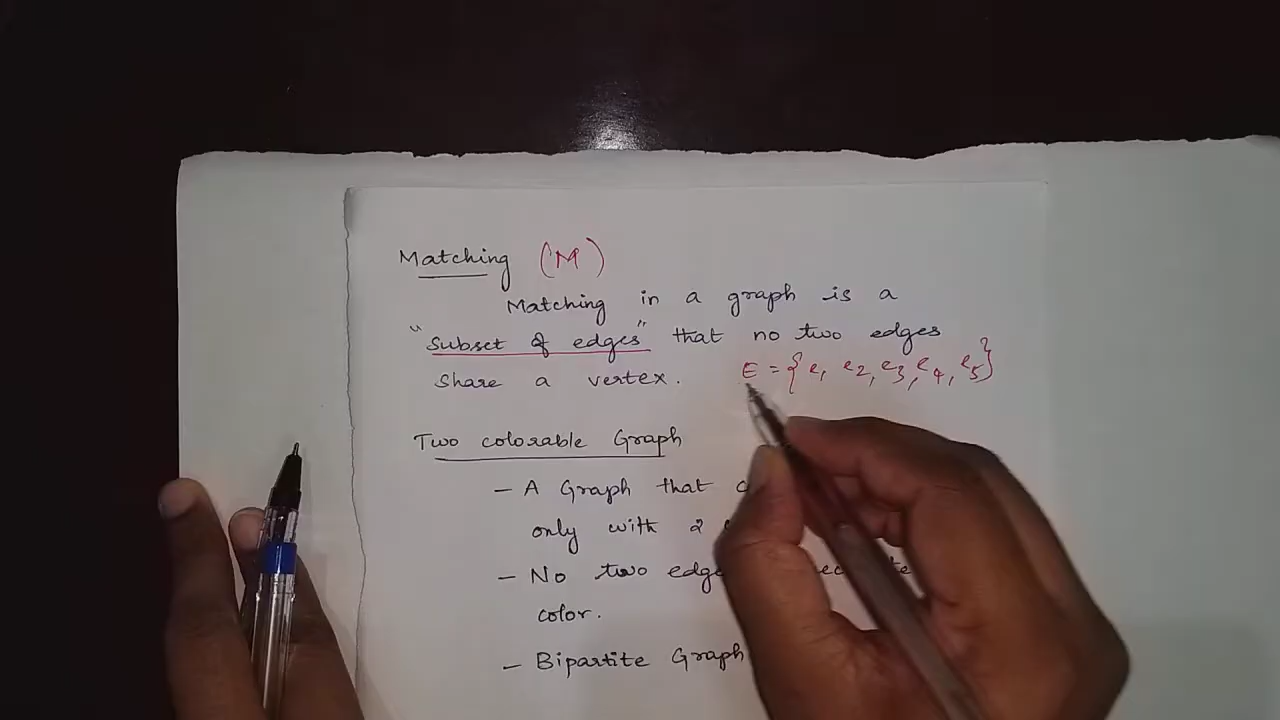 Matching (M)
Matching in a graph is a
"Subset of edges" that no two edges
share a vertex. E = {e1, e2, e3, e4, e5}
Two colorable Graph
- A Graph that
only with 2
- No two
color.
- Bipartite Graph